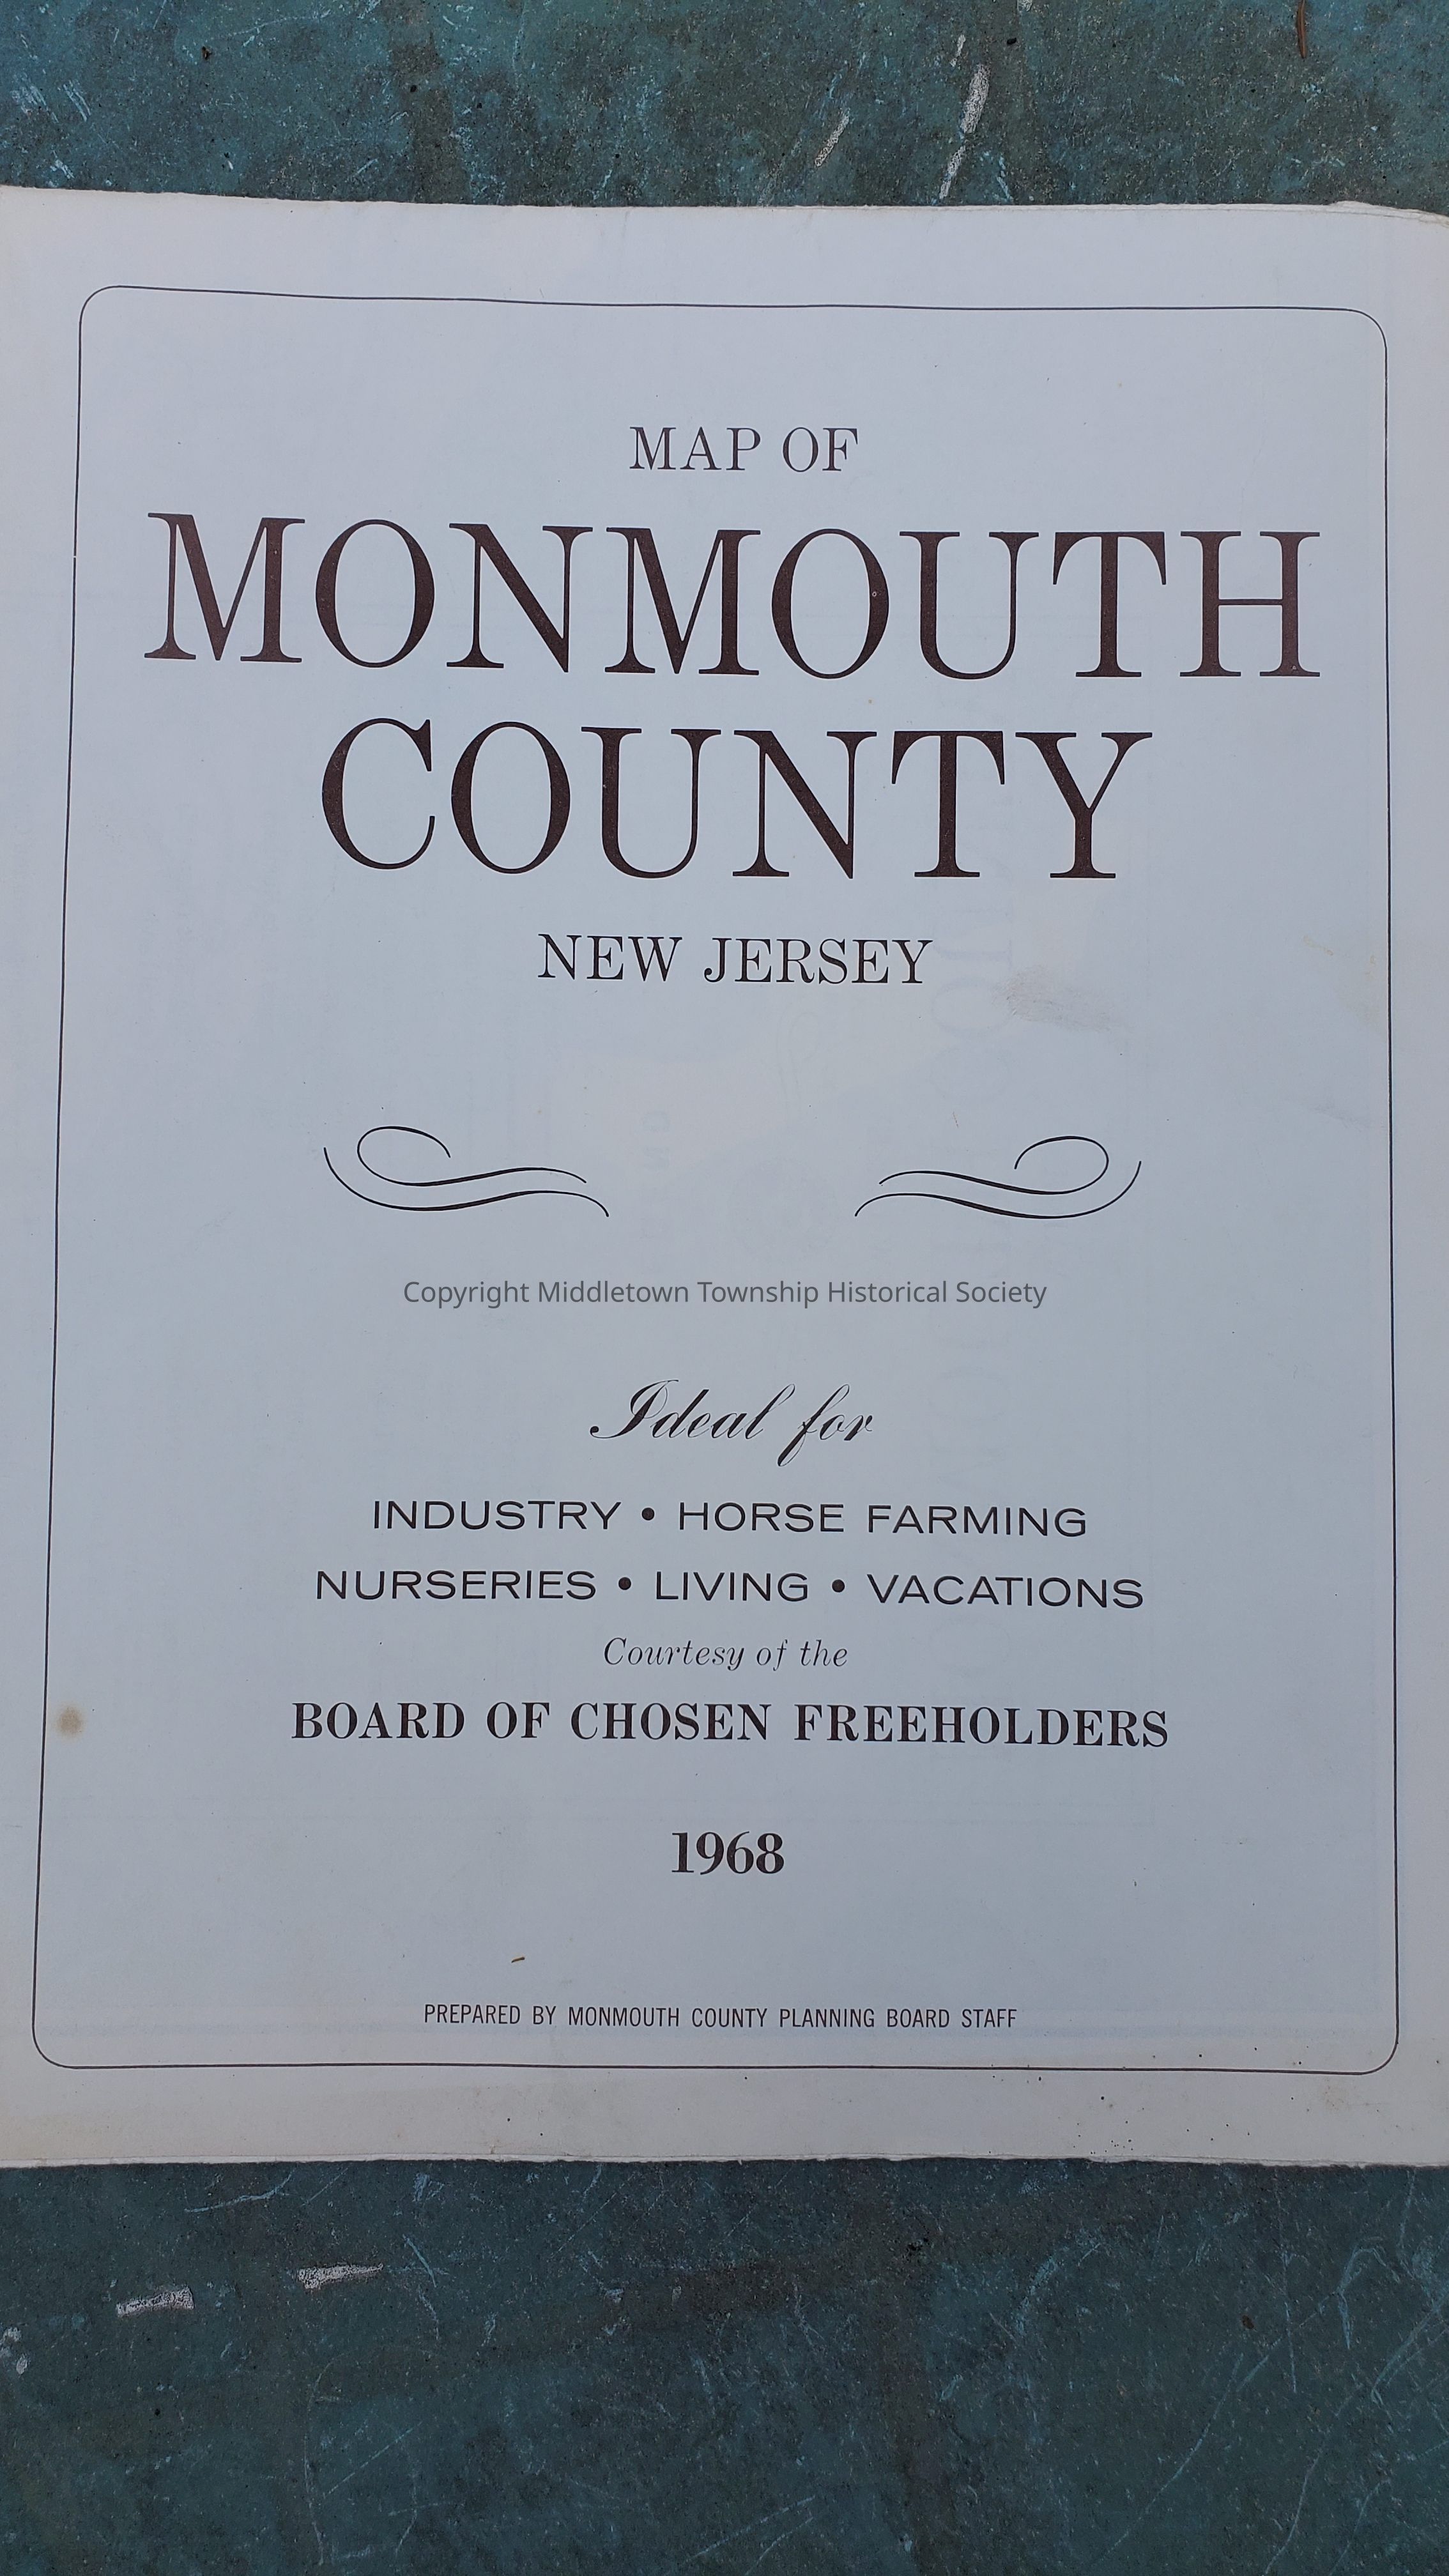 MAP OF
MONMOUTH
COUNTY
NEW JERSEY
Copyright Middletown Township Historical Society
Ideal for
INDUSTRY • HORSE FARMING
NURSERIES • LIVING • VACATIONS
Courtesy of the
BOARD OF CHOSEN FREEHOLDERS
1968
PREPARED BY MONMOUTH COUNTY PLANNING BOARD STAFF